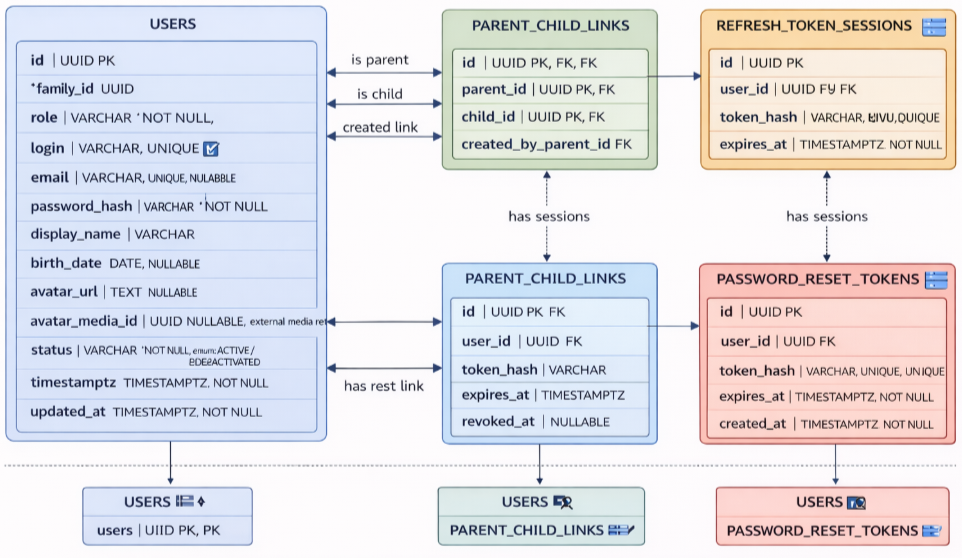 USERS
id | UUID PK
*family_id UUID
role | VARCHAR 'NOT NULL,
login | VARCHAR, UNIQUE
email | VARCHAR, UNIQUE, NULABBLE
password_hash | VARCHAR 'NOT NULL
display_name | VARCHAR
birth_date DATE, NULLABLE
avatar_url | TEXT NULLABLE
avatar_media_id | UUID NULLABLE, external media ret
status | VARCHAR 'NOT NULL, emum: ACTIVE /
timestamptz TIMESTAMPTZ, NOT NULL
updated_at TIMESTAMPTZ, NOT NULL
is parent
is child
created link
has rest link
PARENT_CHILD_LINKS
id | UUID PK, FK, FK
parent_id | UUID PK, FK
child_id | UUID PK, FK
created_by_parent_id FK
has sessions
PARENT_CHILD_LINKS
id | UUID PK FK
user_id | UUID FK
token_hash | VARCHAR
expires_at | TIMESTAMPTZ
revoked_at | NULLABLE
REFRESH_TOKEN_SESSIONS
id | UUID PK
user_id | UUID FY FK
token_hash | VARCHAR,
expires_at | TIMESTAMPTZ NOT NULL
has sessions
PASSWORD_RESET_TOKENS
id | UUID PK
user_id | UUID FK
token_hash | VARCHAR, UNIQUE, UNIQUE
expires_at | TIMESTAMPTZ, NOT NULL
created_at | TIMESTAMPTZ NOT NULL
USERS
users | UIID PK, PK
USERS
PARENT_CHILD_LINKS
USERS
PASSWORD_RESET_TOKENS